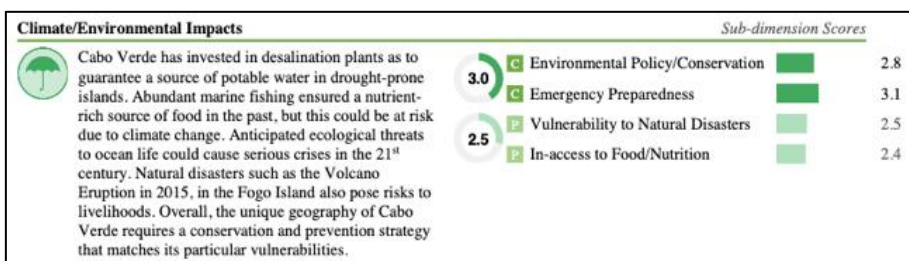 Climate/Environmental Impacts
Sub-dimension Scores
Cabo Verde has invested in desalination plants as to
guarantee a source of potable water in drought-prone
islands. Abundant marine fishing ensured a nutrient-
rich source of food in the past, but this could be at risk
due to climate change. Anticipated ecological threats
to ocean life could cause serious crises in the 21st
century. Natural disasters such as the Volcano
Eruption in 2015, in the Fogo Island also pose risks to
livelihoods. Overall, the unique geography of Cabo
Verde requires a conservation and prevention strategy
that matches its particular vulnerabilities.
3.0
C Environmental Policy/Conservation 2.8
C Emergency Preparedness 3.1
2.5
P Vulnerability to Natural Disasters 2.5
P In-access to Food/Nutrition 2.4